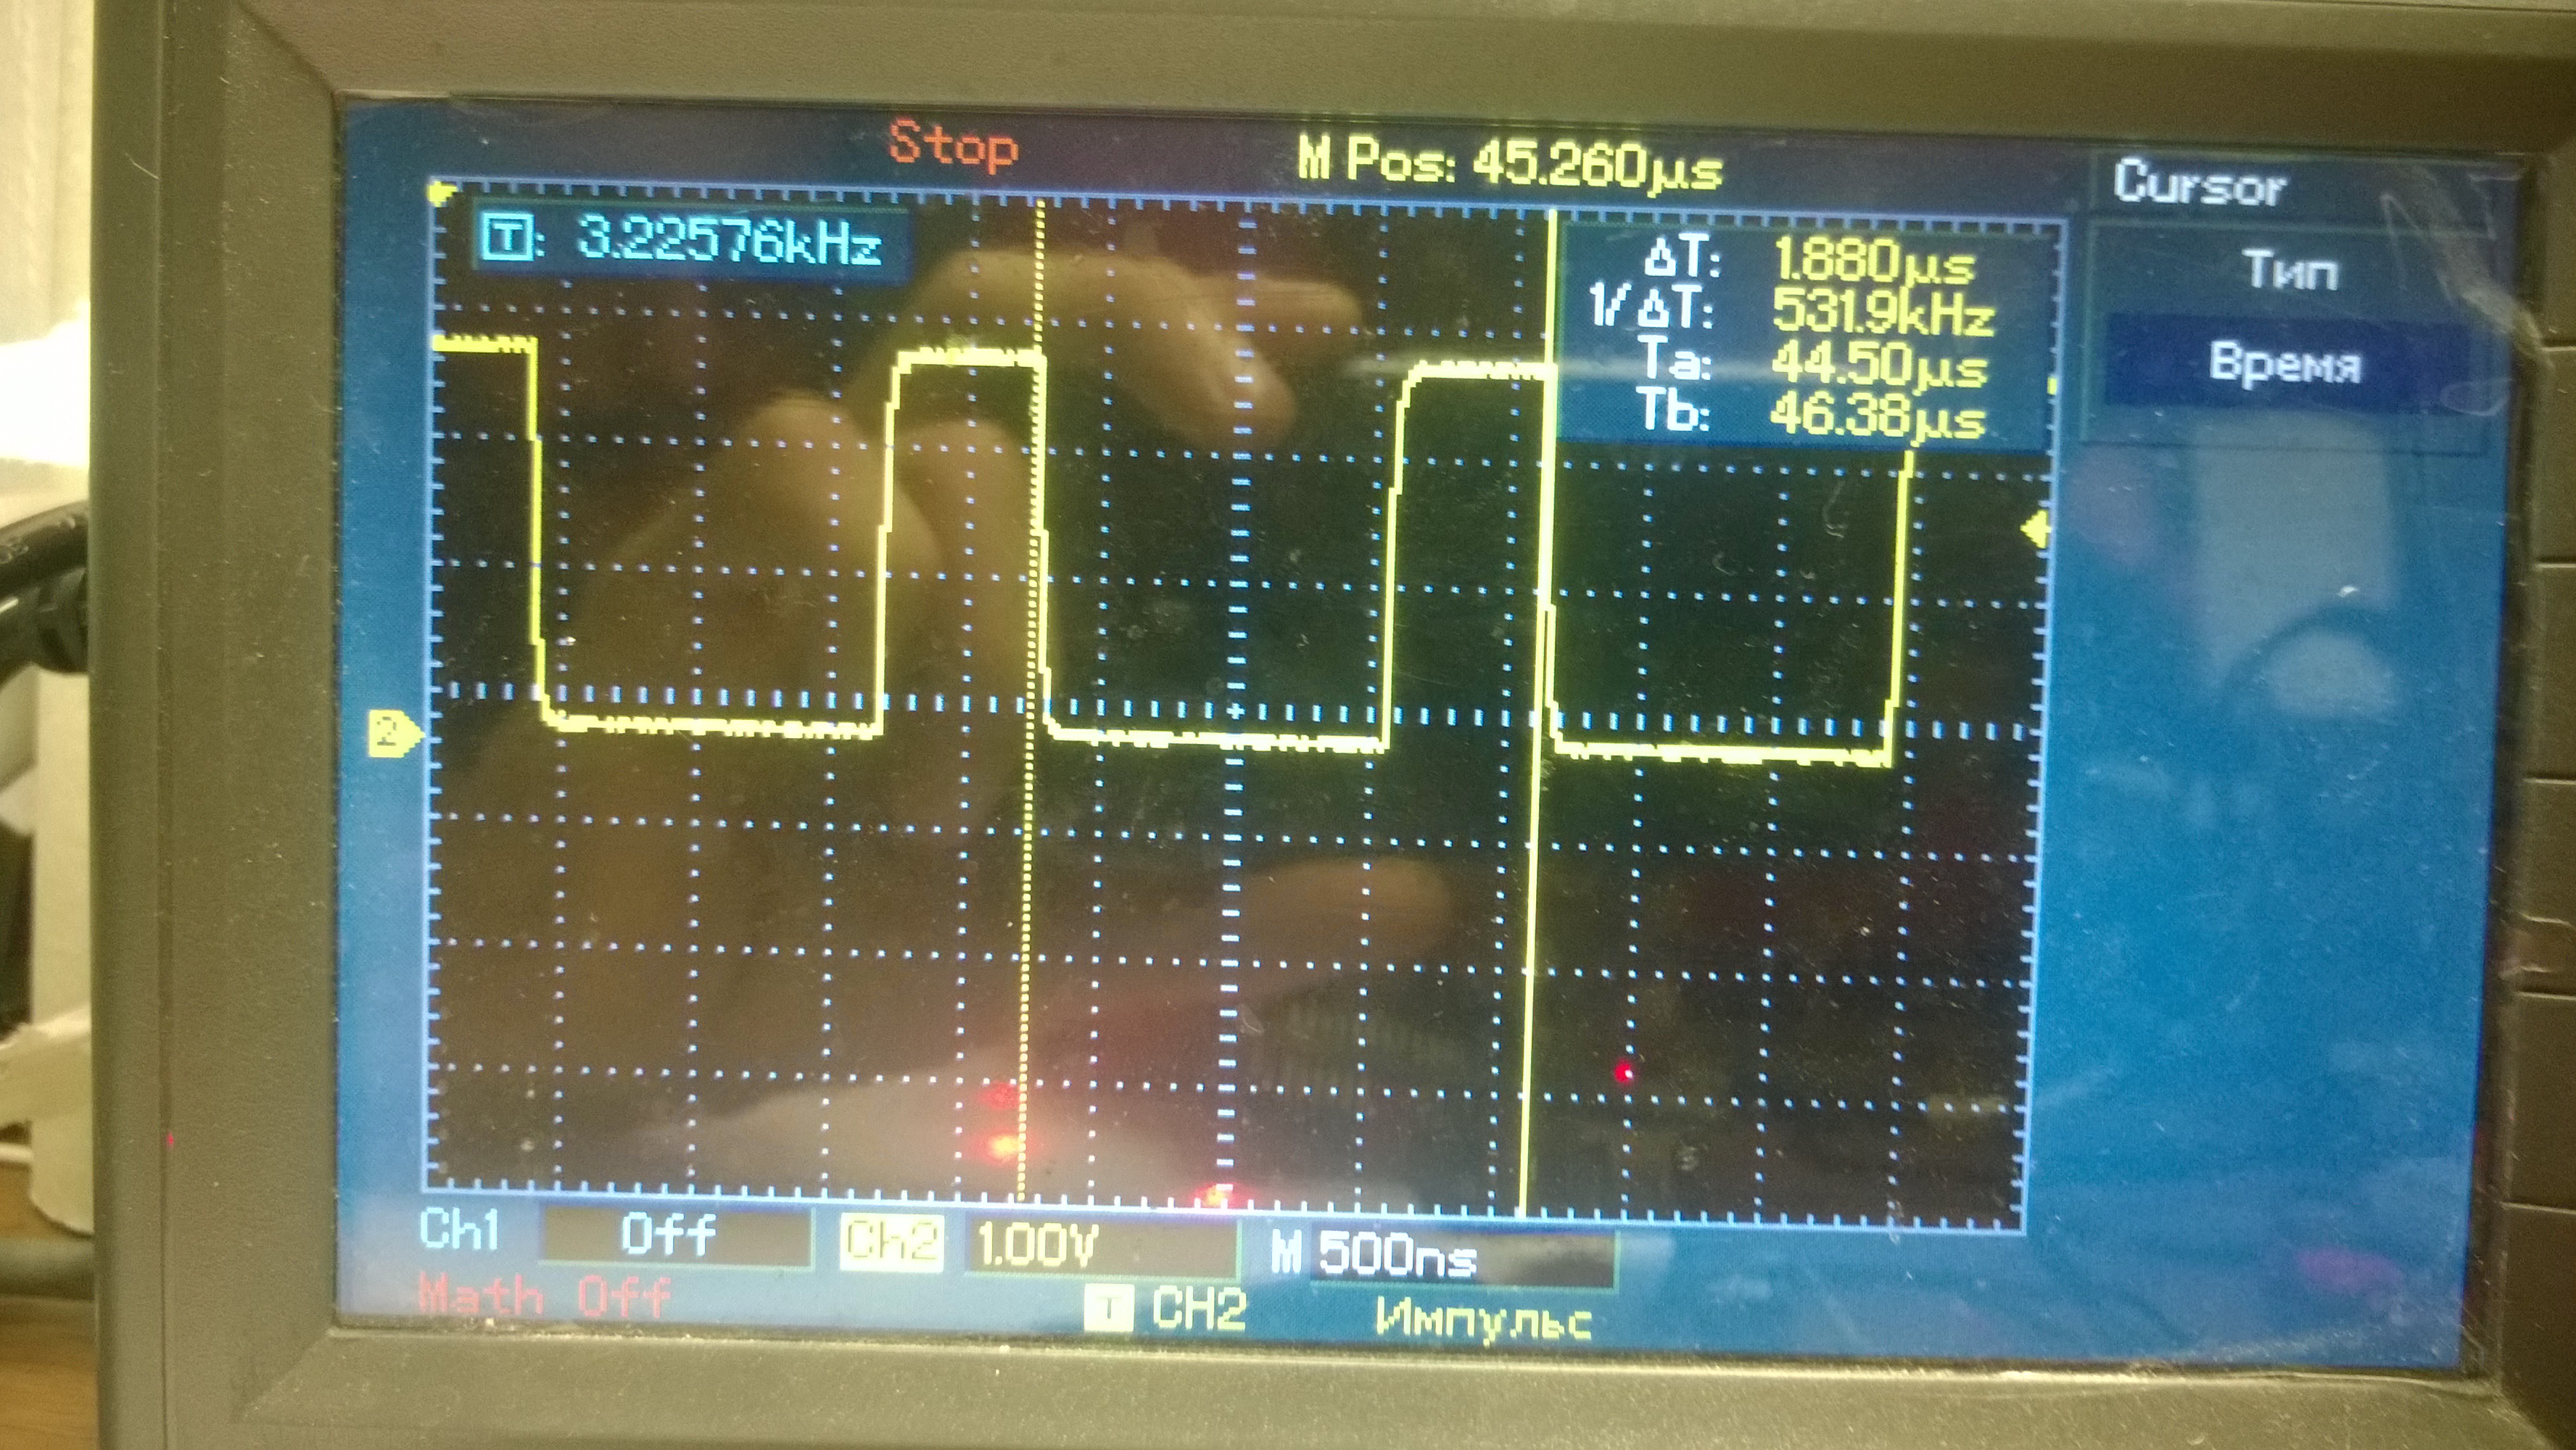 Stop
M Pos: 45.260µs
Cursor
T: 3.22576kHz
ΔT: 1.880µs
1/ΔT: 531.9kHz
Ta: 44.50µs
Tb: 46.38µs
Тип
Время
2
Ch1 Off Ch2 1.00V M 500ns
Math Off
T CH2 Импульс